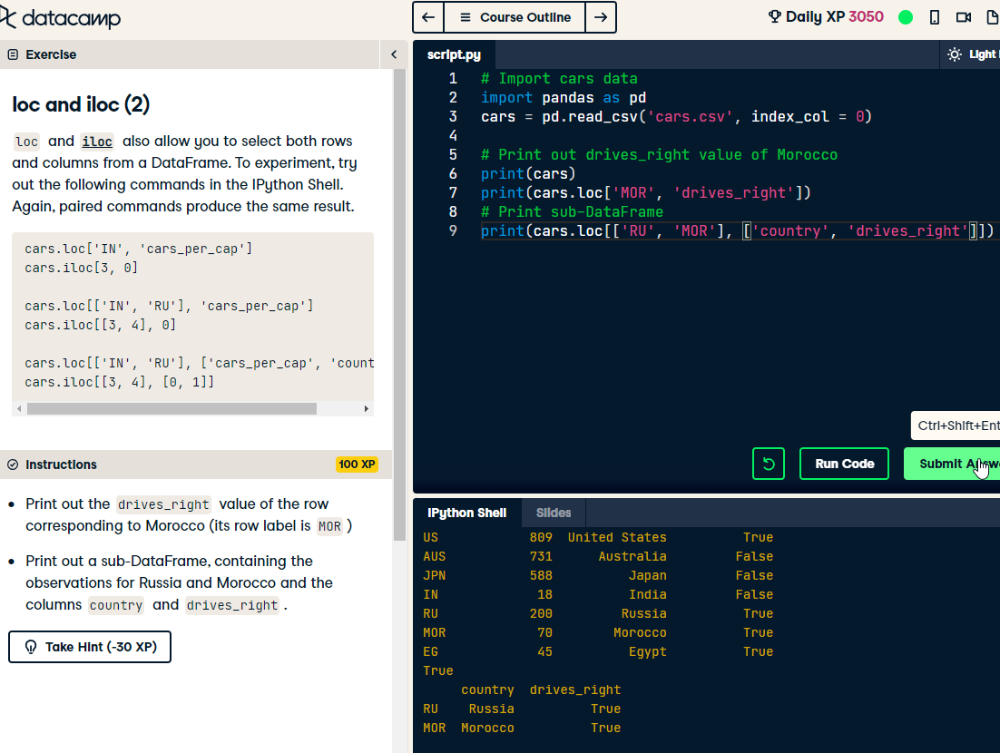 datacamp
Course Outline
Daily XP 3050
Exercise
script.py
Light
loc and iloc (2)
loc and iloc also allow you to select both rows
and columns from a DataFrame. To experiment, try
out the following commands in the IPython Shell.
Again, paired commands produce the same result.
cars.loc['IN', 'cars_per_cap']
cars.iloc[3, 0]
cars.loc[['IN', 'RU'], 'cars_per_cap']
cars.iloc[[3, 4], 0]
cars.loc[['IN', 'RU'], ['cars_per_cap', 'count
cars.iloc[[3, 4], [0, 1]]
Instructions
100 XP
Print out the drives_right value of the row
corresponding to Morocco (its row label is MOR )
Print out a sub-DataFrame, containing the
observations for Russia and Morocco and the
columns country and drives_right .
Take Hint (-30 XP)
1 # Import cars data
2 import pandas as pd
3 cars = pd.read_csv('cars.csv', index_col = 0)
4
5 # Print out drives_right value of Morocco
6 print(cars)
7 print(cars.loc['MOR', 'drives_right'])
8 # Print sub-DataFrame
9 print(cars.loc[['RU', 'MOR'], ['country', 'drives_right']])
Ctrl+Shift+Ent
Run Code
Submit Answe
IPython Shell
Slides
US 809 United States True
AUS 731 Australia False
JPN 588 Japan False
IN 18 India False
RU 200 Russia True
MOR 70 Morocco True
EG 45 Egypt True
True
country drives_right
RU Russia True
MOR Morocco True